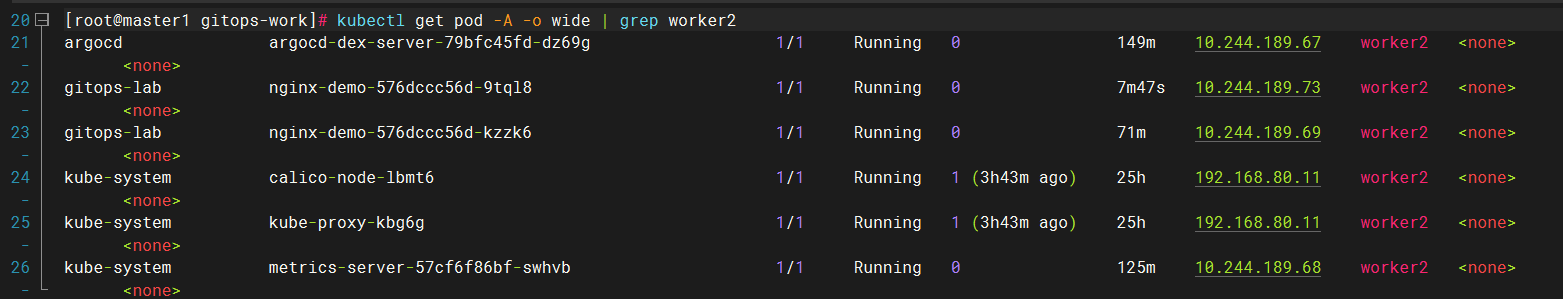 20 [root@master1 gitops-work]# kubectl get pod -A -o wide | grep worker2
21 argocd argocd-dex-server-79bfc45fd-dz69g 1/1 Running 0 149m 10.244.189.67 worker2 <none>
- <none>
22 gitops-lab nginx-demo-576dccc56d-9tql8 1/1 Running 0 7m47s 10.244.189.73 worker2 <none>
- <none>
23 gitops-lab nginx-demo-576dccc56d-kzzk6 1/1 Running 0 71m 10.244.189.69 worker2 <none>
- <none>
24 kube-system calico-node-lbmt6 1/1 Running 1 (3h43m ago) 25h 192.168.80.11 worker2 <none>
- <none>
25 kube-system kube-proxy-kbg6g 1/1 Running 1 (3h43m ago) 25h 192.168.80.11 worker2 <none>
- <none>
26 kube-system metrics-server-57cf6f86bf-swhvb 1/1 Running 0 125m 10.244.189.68 worker2 <none>
- <none>